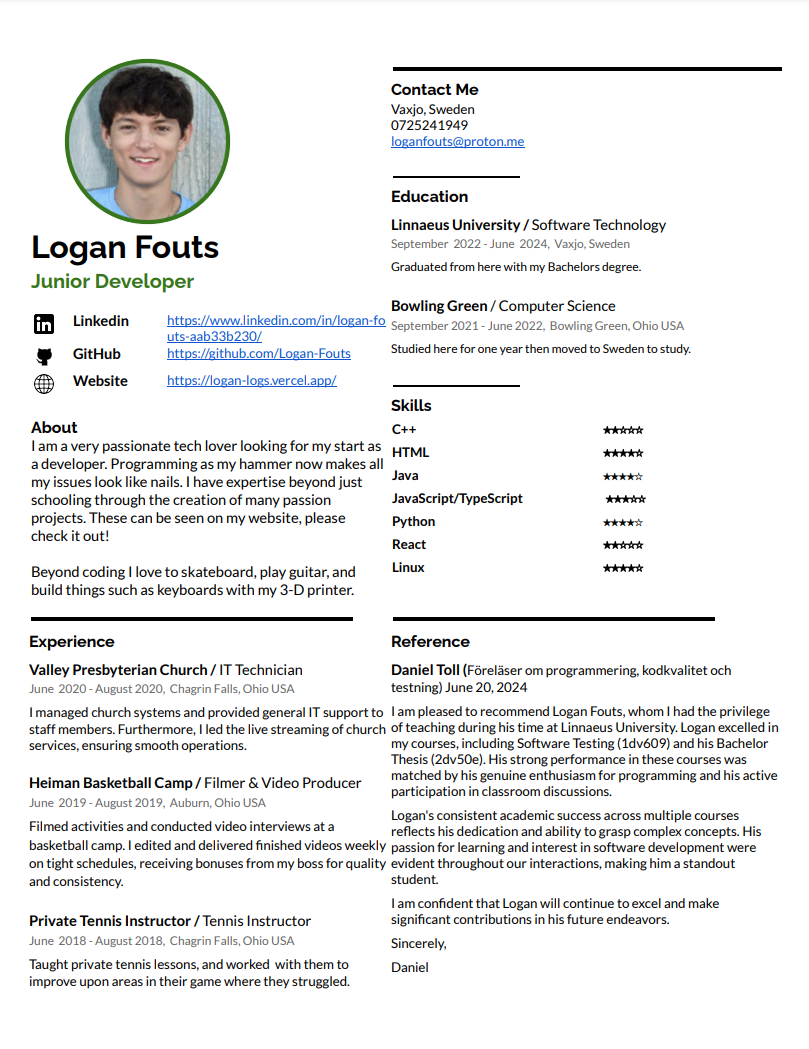 Logan Fouts
Junior Developer
Linkedin https://www.linkedin.com/in/logan-fo
uts-aab33b230/
GitHub https://github.com/Logan-Fouts
Website https://logan-logs.vercel.app/
About
I am a very passionate tech lover looking for my start as
a developer. Programming as my hammer now makes all
my issues look like nails. I have expertise beyond just
schooling through the creation of many passion
projects. These can be seen on my website, please
check it out!
Beyond coding I love to skateboard, play guitar, and
build things such as keyboards with my 3-D printer.
Contact Me
Vaxjo, Sweden
0725241949
loganfouts@proton.me
Education
Linnaeus University / Software Technology
September 2022 - June 2024, Vaxjo, Sweden
Graduated from here with my Bachelors degree.
Bowling Green / Computer Science
September 2021 - June 2022, Bowling Green, Ohio USA
Studied here for one year then moved to Sweden to study.
Skills
C++ ★★☆☆☆
HTML ★★★★☆
Java ★★★★☆
JavaScript/TypeScript ★★★☆☆
Python ★★★★☆
React ★★☆☆☆
Linux ★★★★☆
Experience
Valley Presbyterian Church / IT Technician
June 2020 - August 2020, Chagrin Falls, Ohio USA
I managed church systems and provided general IT support to
staff members. Furthermore, I led the live streaming of church
services, ensuring smooth operations.
Heiman Basketball Camp / Filmer & Video Producer
June 2019 - August 2019, Auburn, Ohio USA
Filmed activities and conducted video interviews at a
basketball camp. I edited and delivered finished videos weekly
on tight schedules, receiving bonuses from my boss for quality
and consistency.
Private Tennis Instructor / Tennis Instructor
June 2018 - August 2018, Chagrin Falls, Ohio USA
Taught private tennis lessons, and worked with them to
improve upon areas in their game where they struggled.
Reference
Daniel Toll (Föreläser om programmering, kodkvalitet och
testning) June 20, 2024
I am pleased to recommend Logan Fouts, whom I had the privilege
of teaching during his time at Linnaeus University. Logan excelled in
my courses, including Software Testing (1dv609) and his Bachelor
Thesis (2dv50e). His strong performance in these courses was
matched by his genuine enthusiasm for programming and his active
participation in classroom discussions.
Logan's consistent academic success across multiple courses
reflects his dedication and ability to grasp complex concepts. His
passion for learning and interest in software development were
evident throughout our interactions, making him a standout
student.
I am confident that Logan will continue to excel and make
significant contributions in his future endeavors.
Sincerely,
Daniel